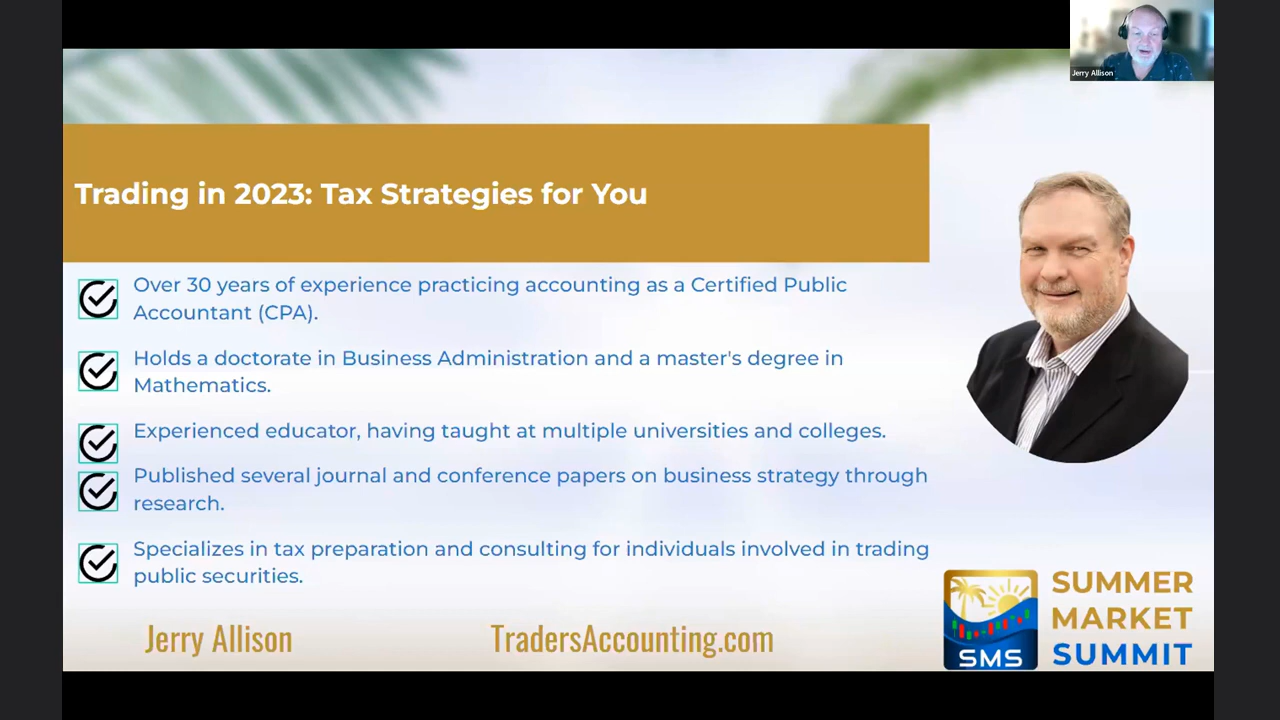 Jerry Allison
Trading in 2023: Tax Strategies for You
Over 30 years of experience practicing accounting as a Certified Public
Accountant (CPA).
Holds a doctorate in Business Administration and a master's degree in
Mathematics.
Experienced educator, having taught at multiple universities and colleges.
Published several journal and conference papers on business strategy through
research.
Specializes in tax preparation and consulting for individuals involved in trading
public securities.
Jerry Allison
TradersAccounting.com
SMS
SUMMER
MARKET
SUMMIT